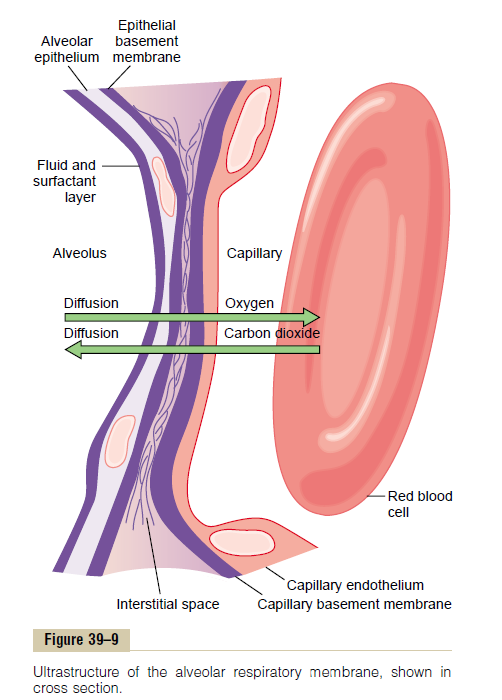 Epithelial
basement
membrane
Alveolar
epithelium
Fluid and
surfactant
layer
Alveolus
Capillary
Diffusion
Oxygen
Diffusion
Carbon dioxide
Red blood
cell
Capillary endothelium
Interstitial space
Capillary basement membrane
Figure 39–9
Ultrastructure of the alveolar respiratory membrane, shown in
cross section.